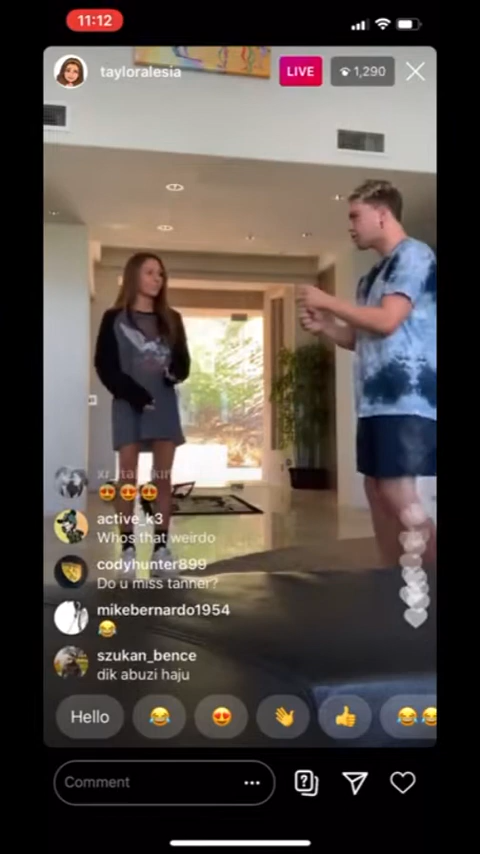 11:12
tayloralesia
LIVE
1,290
active_k3
Whos that weirdo
codyhunter899
Do u miss tanner?
mikebernardo1954
szukan_bence
dik abuzi haju
Hello
Comment